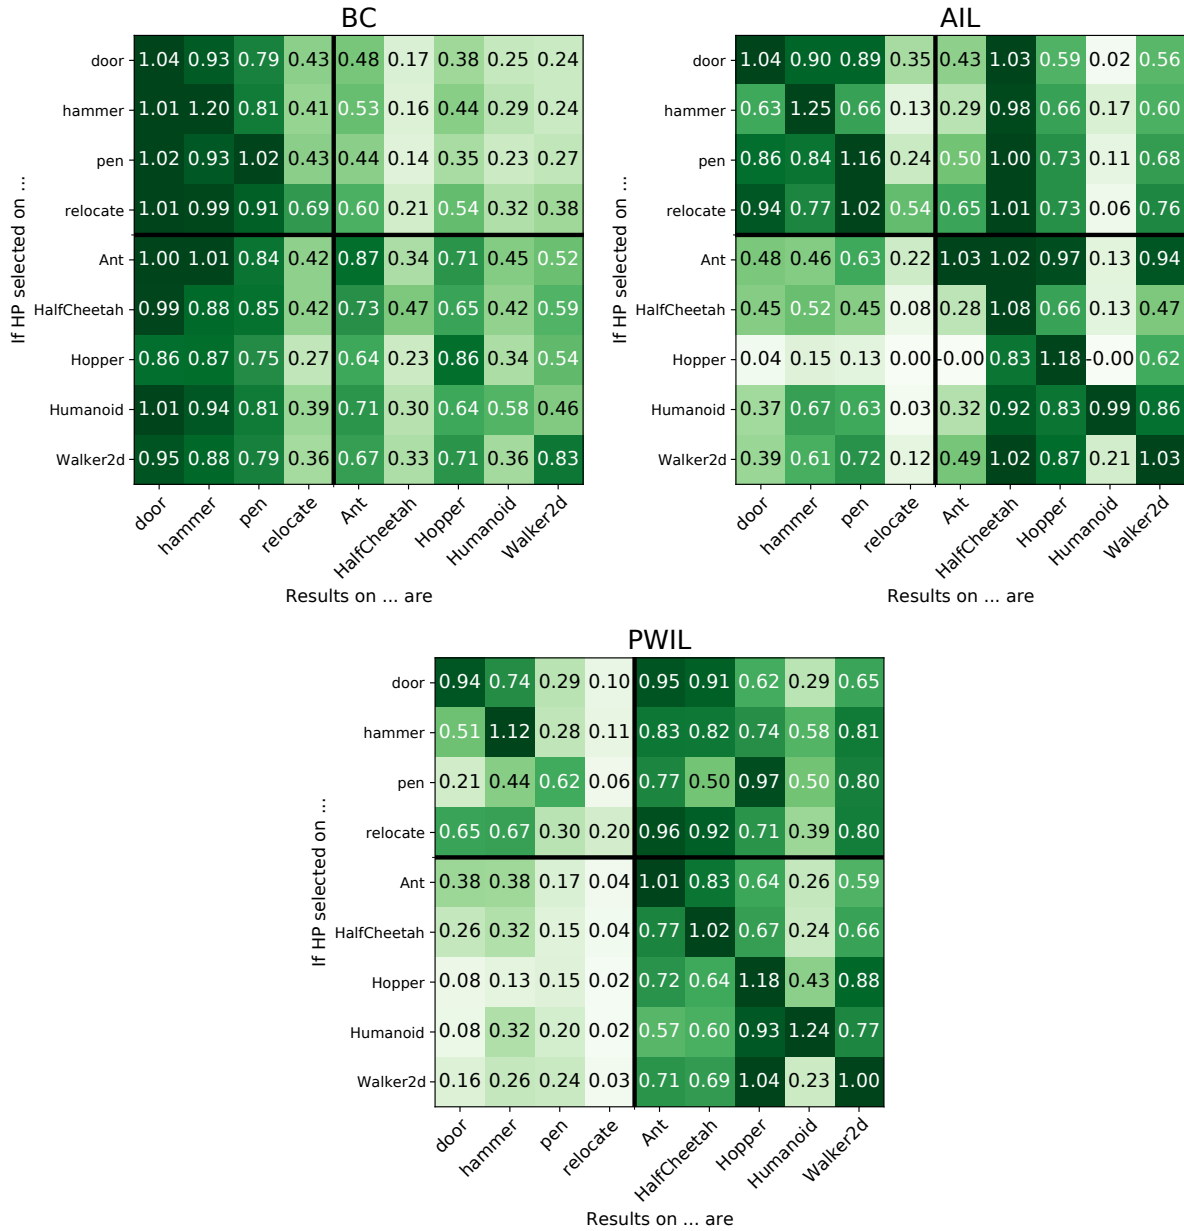 BC
If HP selected on ...
door 1.04 0.93 0.79 0.43 0.48 0.17 0.38 0.25 0.24
hammer 1.01 1.20 0.81 0.41 0.53 0.16 0.44 0.29 0.24
pen 1.02 0.93 1.02 0.43 0.44 0.14 0.35 0.23 0.27
relocate 1.01 0.99 0.91 0.69 0.60 0.21 0.54 0.32 0.38
Ant 1.00 1.01 0.84 0.42 0.87 0.34 0.71 0.45 0.52
HalfCheetah 0.99 0.88 0.85 0.42 0.73 0.47 0.65 0.42 0.59
Hopper 0.86 0.87 0.75 0.27 0.64 0.23 0.86 0.34 0.54
Humanoid 1.01 0.94 0.81 0.39 0.71 0.30 0.64 0.58 0.46
Walker2d 0.95 0.88 0.79 0.36 0.67 0.33 0.71 0.36 0.83
door hammer pen relocate Ant HalfCheetah Hopper Humanoid Walker2d
Results on ... are
AIL
If HP selected on ...
door 1.04 0.90 0.89 0.35 0.43 1.03 0.59 0.02 0.56
hammer 0.63 1.25 0.66 0.13 0.29 0.98 0.66 0.17 0.60
pen 0.86 0.84 1.16 0.24 0.50 1.00 0.73 0.11 0.68
relocate 0.94 0.77 1.02 0.54 0.65 1.01 0.73 0.06 0.76
Ant 0.48 0.46 0.63 0.22 1.03 1.02 0.97 0.13 0.94
HalfCheetah 0.45 0.52 0.45 0.08 0.28 1.08 0.66 0.13 0.47
Hopper 0.04 0.15 0.13 0.00 -0.00 0.83 1.18 -0.00 0.62
Humanoid 0.37 0.67 0.63 0.03 0.32 0.92 0.83 0.99 0.86
Walker2d 0.39 0.61 0.72 0.12 0.49 1.02 0.87 0.21 1.03
door hammer pen relocate Ant HalfCheetah Hopper Humanoid Walker2d
Results on ... are
PWIL
If HP selected on ...
door 0.94 0.74 0.29 0.10 0.95 0.91 0.62 0.29 0.65
hammer 0.51 1.12 0.28 0.11 0.83 0.82 0.74 0.58 0.81
pen 0.21 0.44 0.62 0.06 0.77 0.50 0.97 0.50 0.80
relocate 0.65 0.67 0.30 0.20 0.96 0.92 0.71 0.39 0.80
Ant 0.38 0.38 0.17 0.04 1.01 0.83 0.64 0.26 0.59
HalfCheetah 0.26 0.32 0.15 0.04 0.77 1.02 0.67 0.24 0.66
Hopper 0.08 0.13 0.15 0.02 0.72 0.64 1.18 0.43 0.88
Humanoid 0.08 0.32 0.20 0.02 0.57 0.60 0.93 1.24 0.77
Walker2d 0.16 0.26 0.24 0.03 0.71 0.69 1.04 0.23 1.00
door hammer pen relocate Ant HalfCheetah Hopper Humanoid Walker2d
Results on ... are